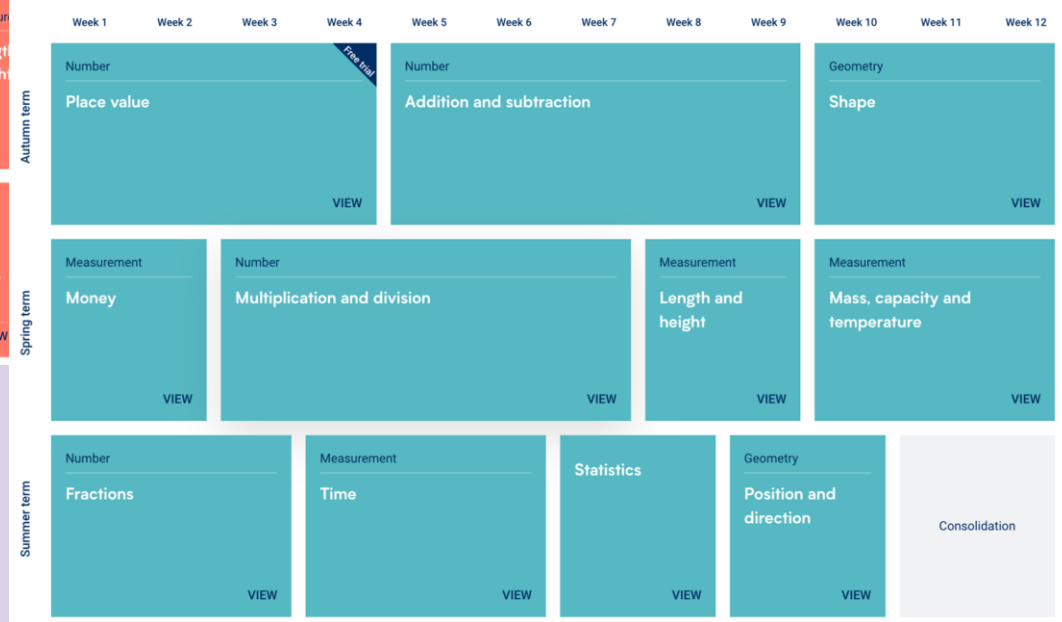 Week 1 Week 2 Week 3 Week 4 Week 5 Week 6 Week 7 Week 8 Week 9 Week 10 Week 11 Week 12
Autumn term
Number
Place value
Free trial
VIEW
Number
Addition and subtraction
VIEW
Geometry
Shape
VIEW
Spring term
Measurement
Money
VIEW
Number
Multiplication and division
VIEW
Measurement
Length and
height
VIEW
Measurement
Mass, capacity and
temperature
VIEW
Summer term
Number
Fractions
VIEW
Measurement
Time
VIEW
Statistics
VIEW
Geometry
Position and
direction
VIEW
Consolidation